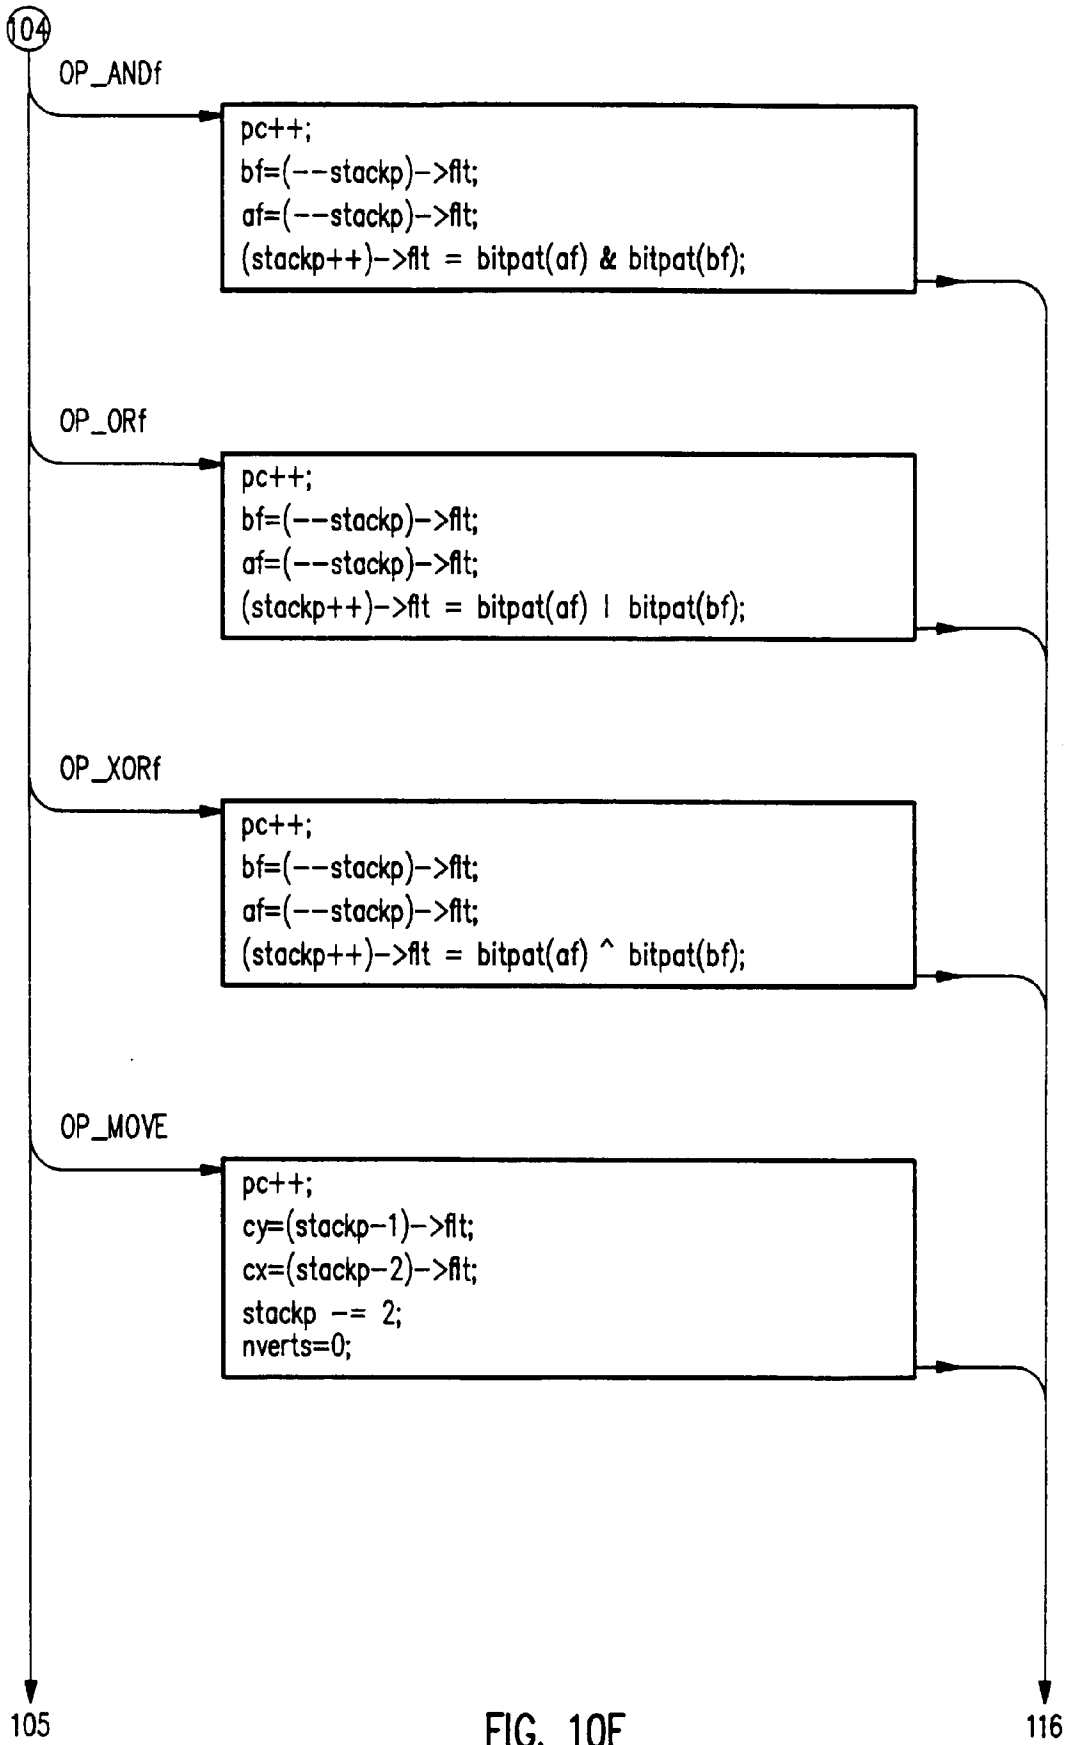 104
OP_ANDf
pc++;
bf=(--stackp)->flt;
af=(--stackp)->flt;
(stackp++)->flt = bitpat(af) & bitpat(bf);
OP_ORf
pc++;
bf=(--stackp)->flt;
af=(--stackp)->flt;
(stackp++)->flt = bitpat(af) | bitpat(bf);
OP_XORf
pc++;
bf=(--stackp)->flt;
af=(--stackp)->flt;
(stackp++)->flt = bitpat(af) ^ bitpat(bf);
OP_MOVE
pc++;
cy=(stackp-1)->flt;
cx=(stackp-2)->flt;
stackp -= 2;
nverts=0;
105
FIG. 10F
116